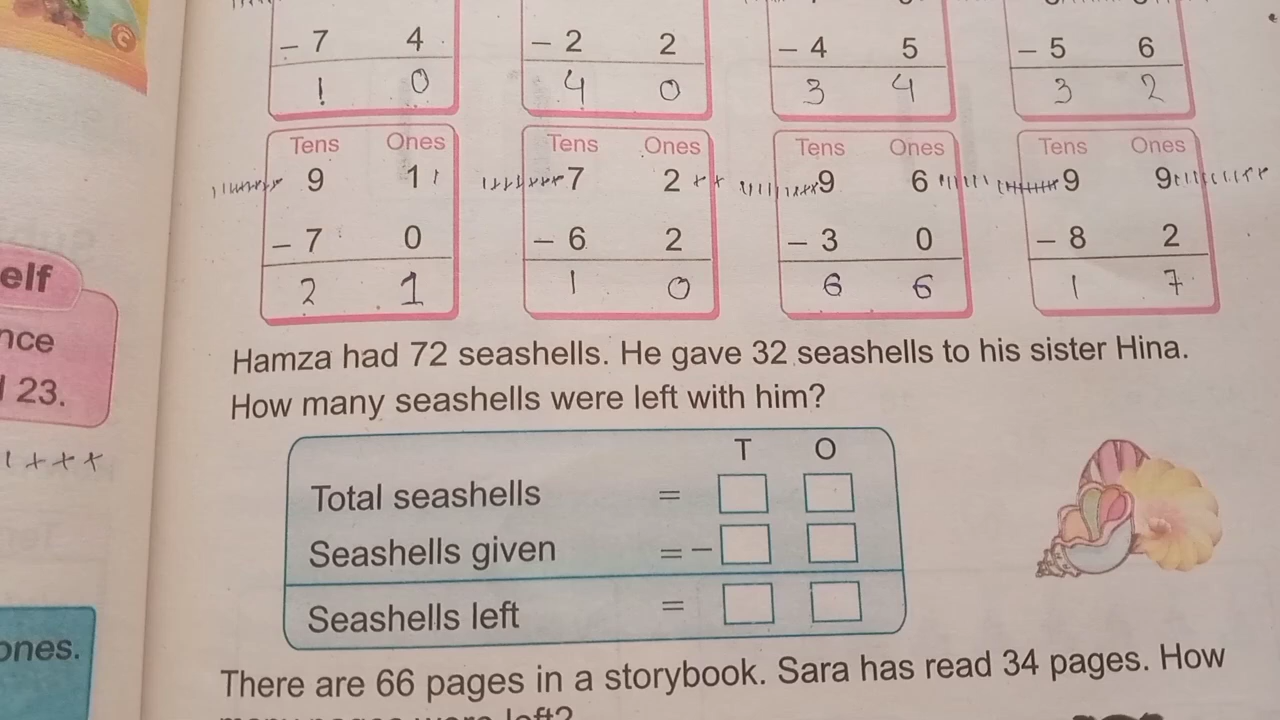 - 7 4 - 2 2 - 4 5 - 5 6
1 0 4 0 3 4 3 2
Tens Ones Tens Ones Tens Ones Tens Ones
9 1 7 2 9 6 9 9
- 7 0 - 6 2 - 3 0 - 8 2
2 1 1 0 6 6 1 7
elf
nce
23.
ones.
Hamza had 72 seashells. He gave 32 seashells to his sister Hina.
How many seashells were left with him?
T O
Total seashells =
Seashells given = -
Seashells left =
There are 66 pages in a storybook. Sara has read 34 pages. How
left?